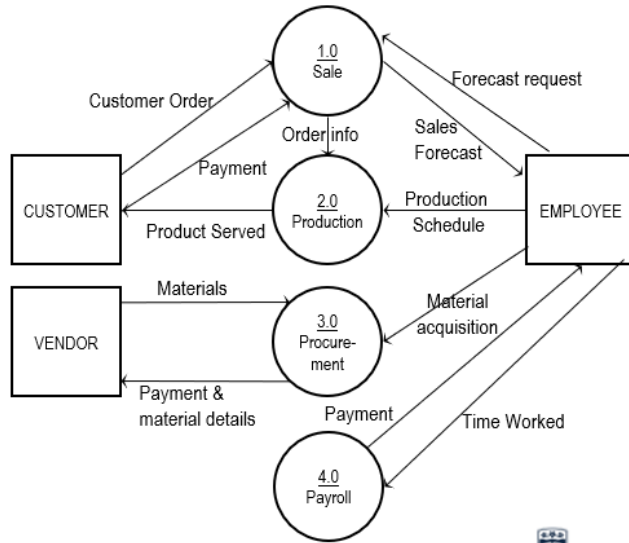 1.0
Sale
Forecast request
Customer Order
Order info
Sales
Forecast
Payment
CUSTOMER
2.0
Production
Production
Schedule
EMPLOYEE
Product Served
Materials
VENDOR
3.0
Procure-
ment
Material
acquisition
Payment &
material details
Payment
Time Worked
4.0
Payroll